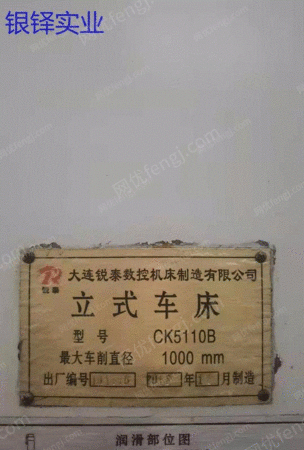 银铎实业
锐泰
大连锐泰数控机床制造有限公司
立式车床
型 号 CK5110B
最大车削直径 1000 mm
出厂编号 年 月制造
润滑部位图